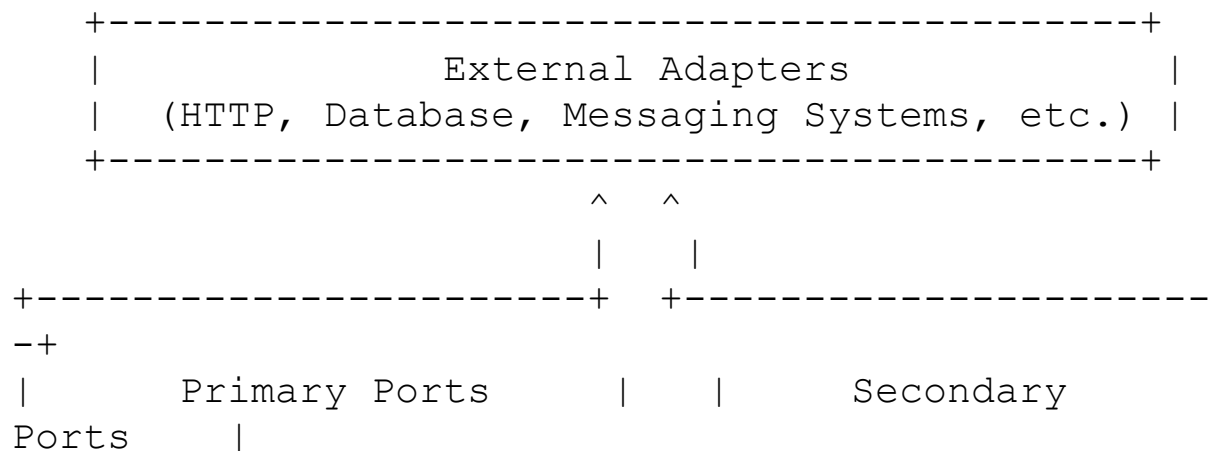 +-------------------------------------------+
|              External Adapters             |
|  (HTTP, Database, Messaging Systems, etc.) |
+-------------------------------------------+
^  ^
|   |
+-----------------------+  +----------------------
-+
|      Primary Ports     |   |     Secondary
Ports    |